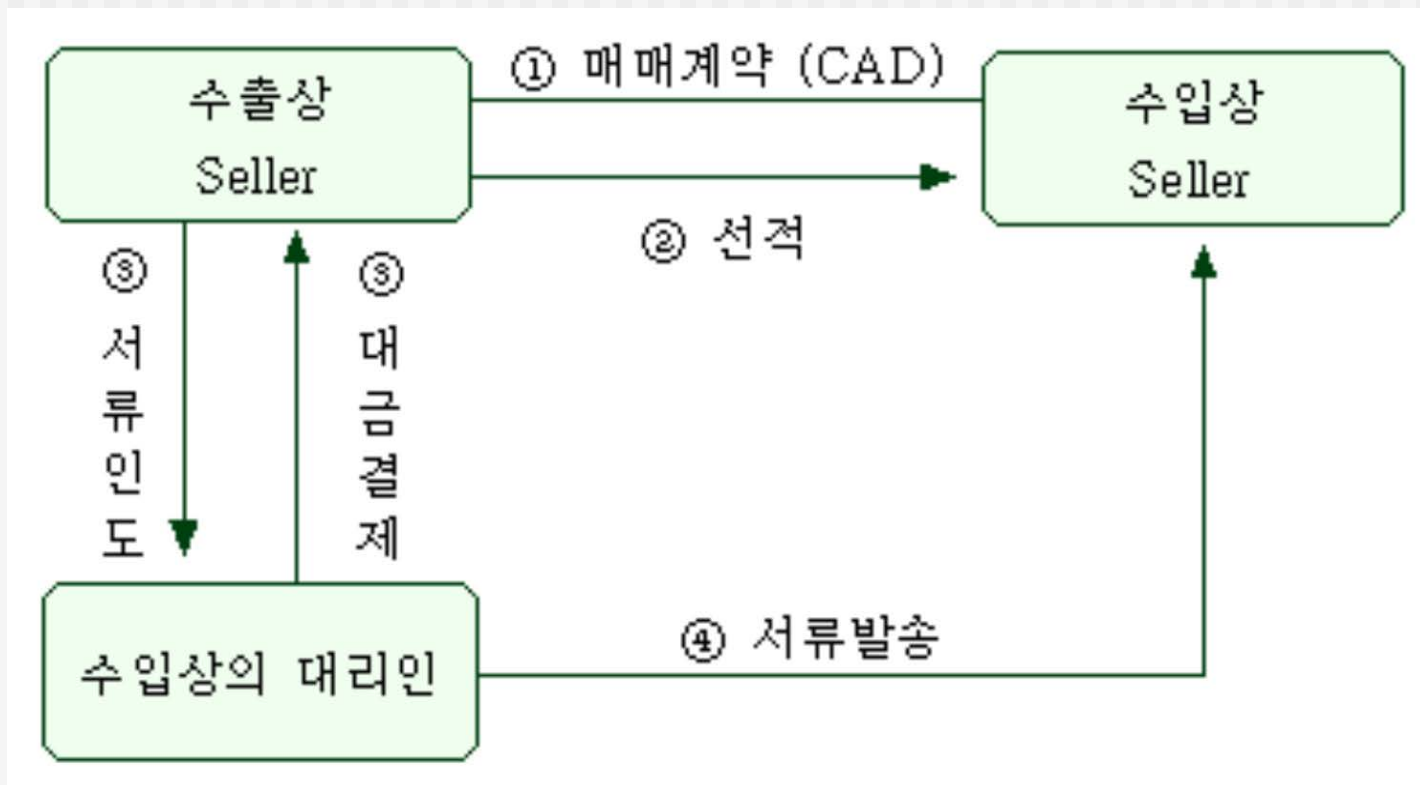 ① 매매계약 (CAD)
수출상
Seller
수입상
Seller
② 선적
③ 서류인도
③ 대금결제
수입상의 대리인
④ 서류발송